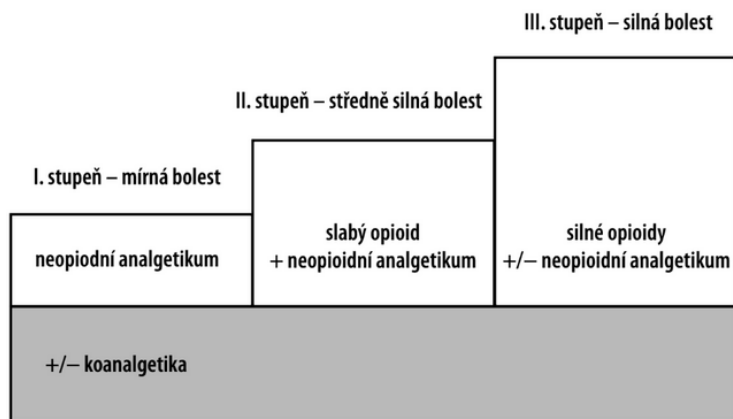 III. stupeň – silná bolest
II. stupeň – středně silná bolest
I. stupeň – mírná bolest
neopiodní analgetikum
slabý opioid
+ neopioidní analgetikum
silné opioidy
+/– neopioidní analgetikum
+/– koanalgetika